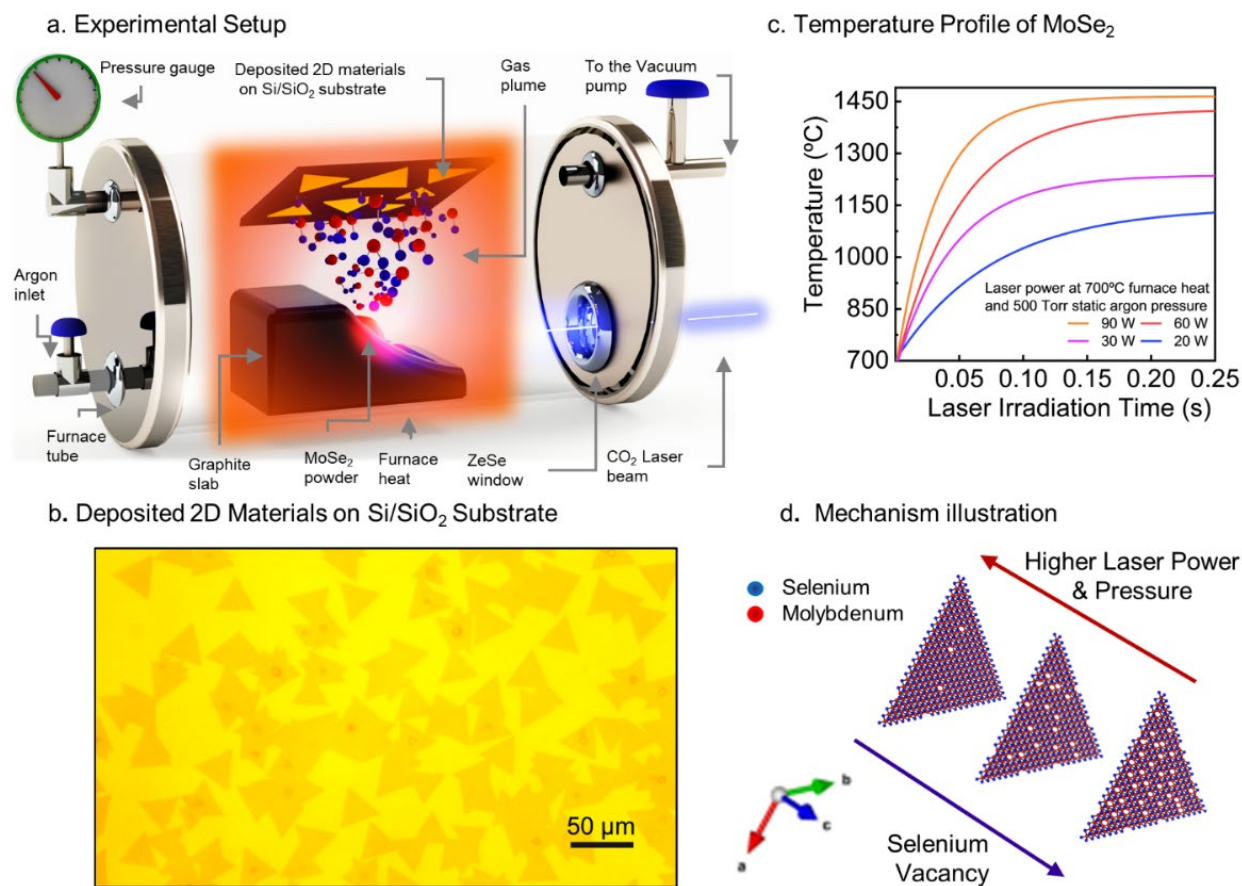 a. Experimental Setup
Pressure gauge
Deposited 2D materials
on Si/SiO₂ substrate
Gas
plume
To the Vacuum
pump
Argon
inlet
Furnace
tube
Graphite
slab
MoSe₂
powder
Furnace
heat
ZeSe
window
CO₂ Laser
beam
c. Temperature Profile of MoSe₂
Temperature (ºC)
1450
1300
1150
1000
850
700
Laser power at 700ºC furnace heat
and 500 Torr static argon pressure
90 W 60 W
30 W 20 W
0.05 0.10 0.15 0.20 0.25
Laser Irradiation Time (s)
b. Deposited 2D Materials on Si/SiO₂ Substrate
50 µm
d. Mechanism illustration
Selenium
Molybdenum
Higher Laser Power
& Pressure
b
c
a
Selenium
Vacancy